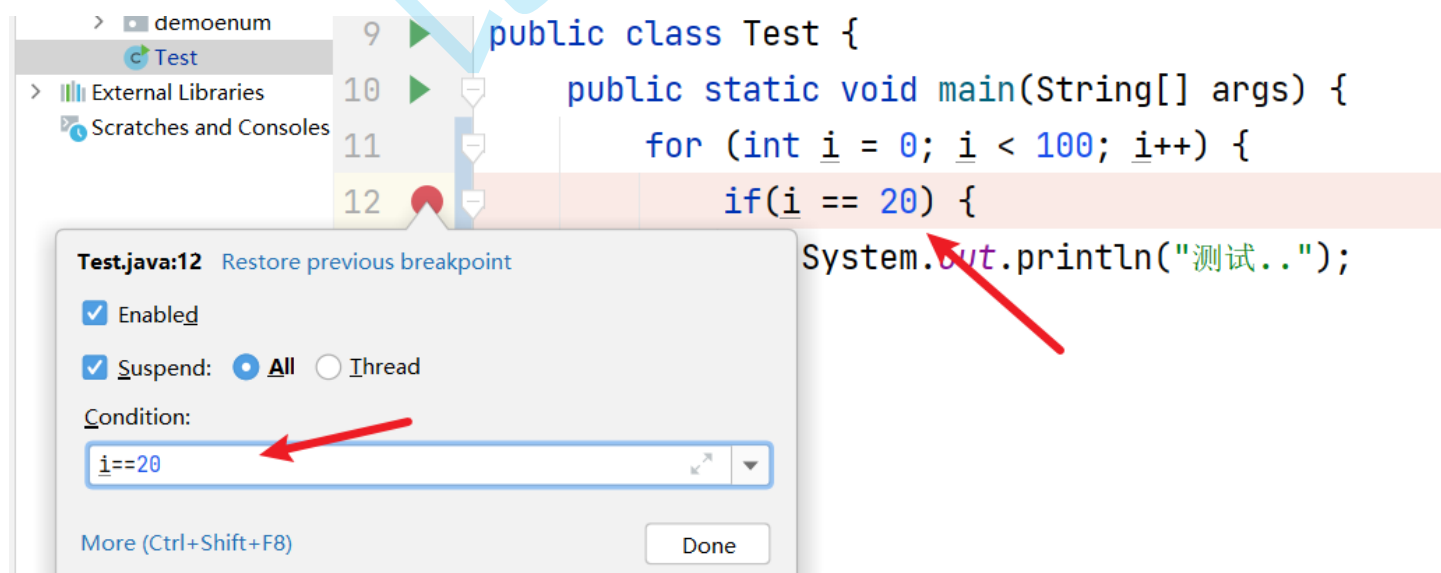 demoenum
Test
External Libraries
Scratches and Consoles
9 public class Test {
10 public static void main(String[] args) {
11 for (int i = 0; i < 100; i++) {
12 if(i == 20) {
System.out.println("测试..");
Test.java:12 Restore previous breakpoint
Enabled
Suspend: All Thread
Condition:
i==20
More (Ctrl+Shift+F8) Done